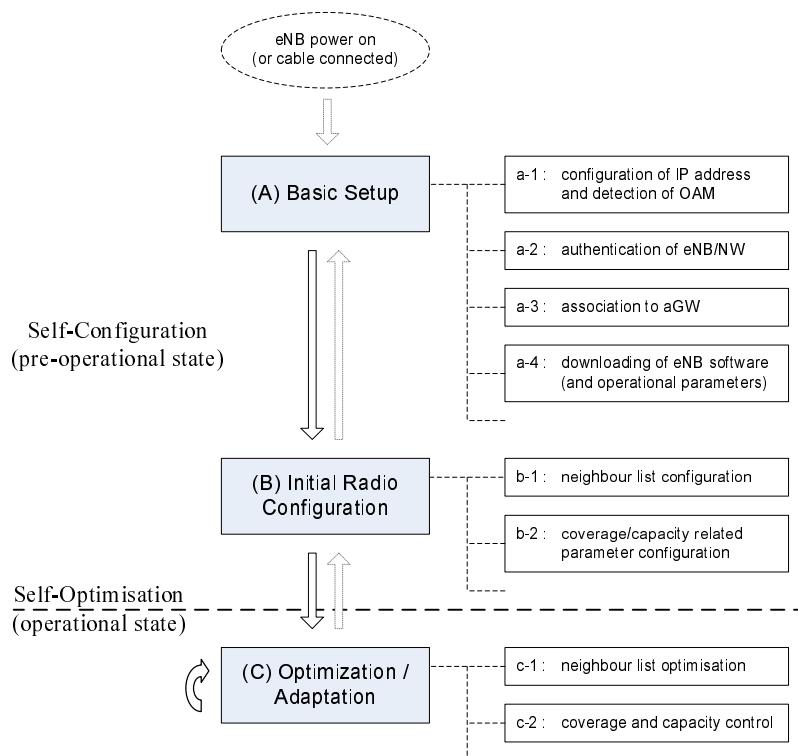 eNB power on
(or cable connected)
(A) Basic Setup
a-1 : configuration of IP address
and detection of OAM
a-2 : authentication of eNB/NW
a-3 : association to aGW
a-4 : downloading of eNB software
(and operational parameters)
Self-Configuration
(pre-operational state)
(B) Initial Radio
Configuration
b-1 : neighbour list configuration
b-2 : coverage/capacity related
parameter configuration
Self-Optimisation
(operational state)
(C) Optimization /
Adaptation
c-1 : neighbour list optimisation
c-2 : coverage and capacity control